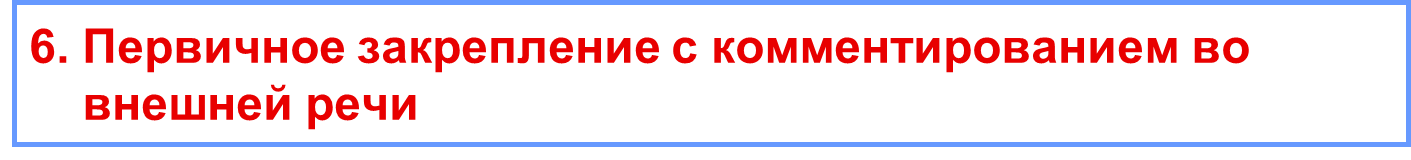 6. Первичное закрепление с комментированием во
внешней речи